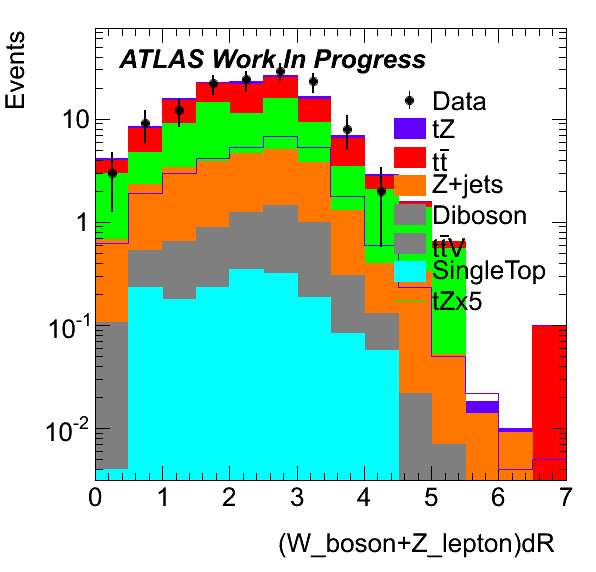 Events
ATLAS Work In Progress
Data
tZ
tt̄
Z+jets
Diboson
tt̄V
SingleTop
tZx5
10
1
10⁻¹
10⁻²
0 1 2 3 4 5 6 7
(W_boson+Z_lepton)dR